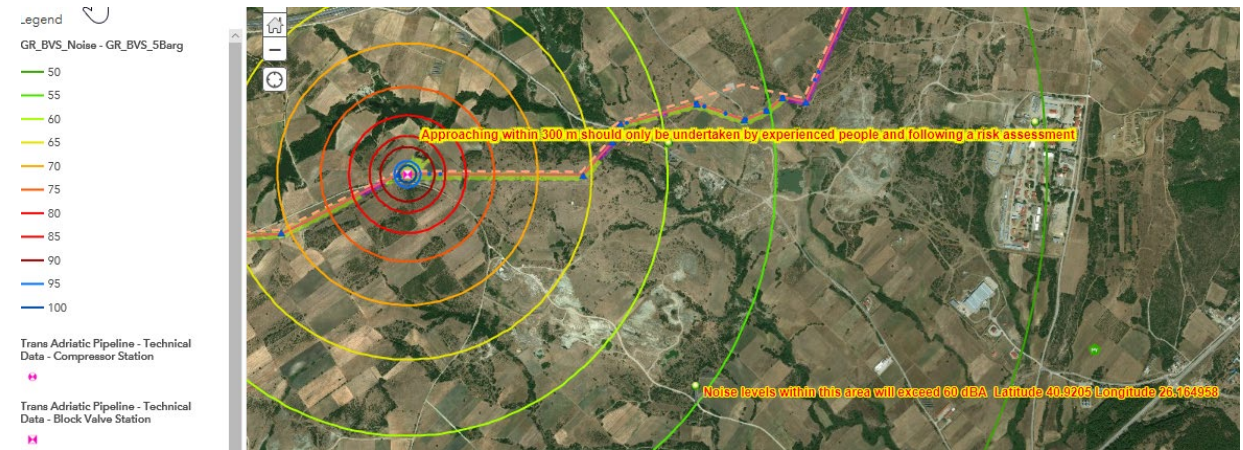 Legend
GR_BVS_Noise - GR_BVS_5Barg
50
55
60
65
70
75
80
85
90
95
100
Trans Adriatic Pipeline - Technical
Data - Compressor Station
Trans Adriatic Pipeline - Technical
Data - Block Valve Station
Approaching within 300 m should only be undertaken by experienced people and following a risk assessment
Noise levels within this area will exceed 60 dBA Latitude 40.9205 Longitude 26.164958